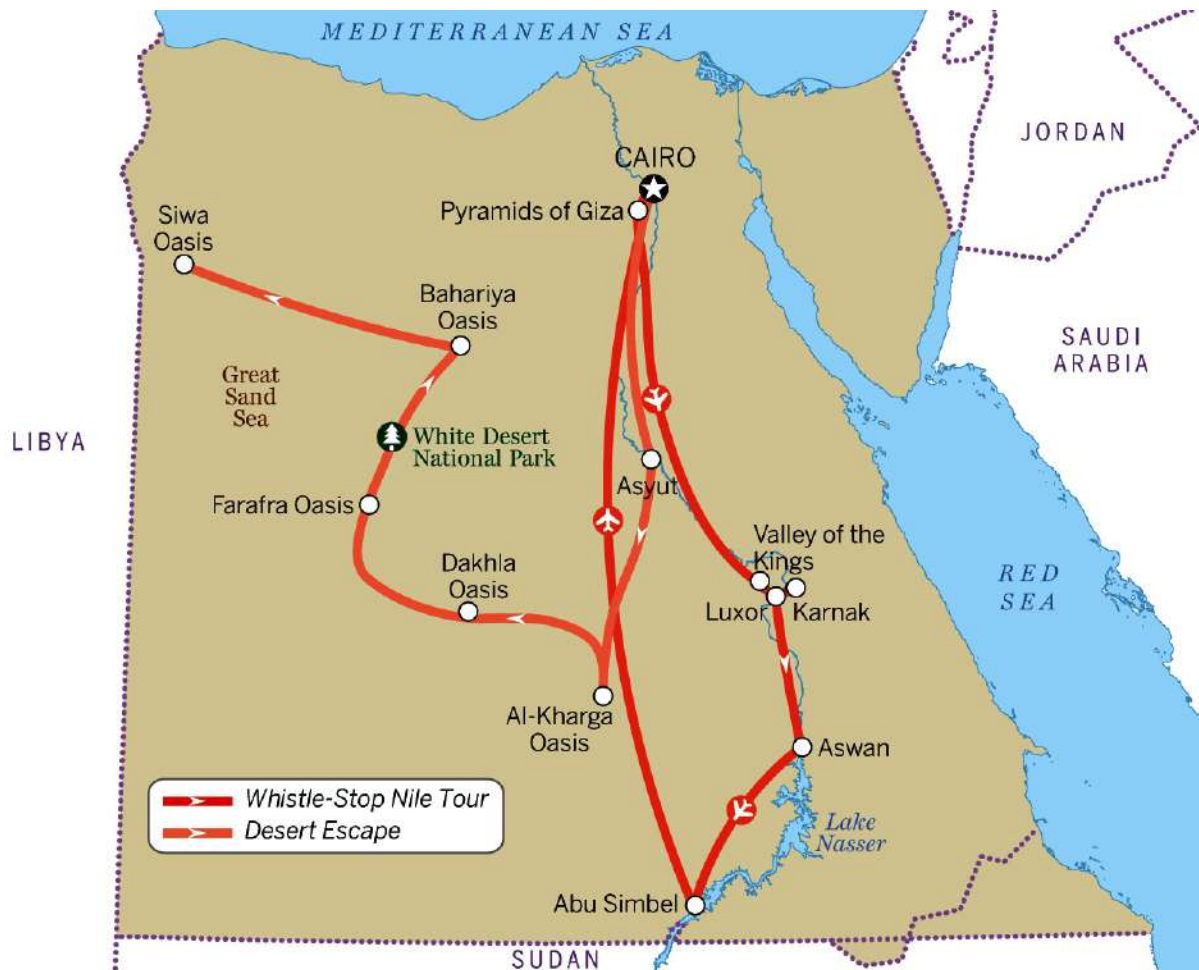 MEDITERRANEAN SEA
JORDAN
CAIRO
Pyramids of Giza
Siwa
Oasis
Bahariya
Oasis
SAUDI
ARABIA
Great
Sand
Sea
LIBYA
White Desert
National Park
Asyut
Farafra Oasis
Valley of the
Kings
Dakhla
Oasis
RED
SEA
Luxor
Karnak
Al-Kharga
Oasis
Aswan
Whistle-Stop Nile Tour
Desert Escape
Lake
Nasser
Abu Simbel
SUDAN